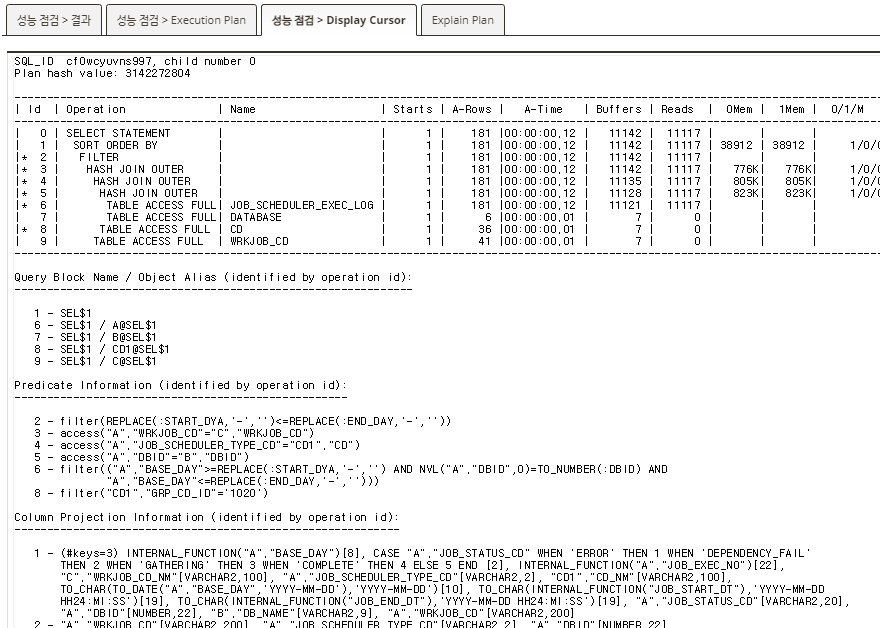 성능 점검 > 결과
성능 점검 > Execution Plan
성능 점검 > Display Cursor
Explain Plan
SQL_ID  cf0wcyuvns997, child number 0
Plan hash value: 3142272804
| Id | Operation | Name | Starts | A-Rows | A-Time | Buffers | Reads | 0Mem | 1Mem | O/1/M
| 0 | SELECT STATEMENT | | 1 | 181 |00:00:00.12 | 11142 | 11117 | | |
| 1 | SORT ORDER BY | | 1 | 181 |00:00:00.12 | 11142 | 11117 | 38912 | 38912 | 1/0/0
|* 2 | FILTER | | 1 | 181 |00:00:00.12 | 11142 | 11117 | | |
|* 3 | HASH JOIN OUTER | | 1 | 181 |00:00:00.12 | 11142 | 11117 | 776K| 776K| 1/0/0
|* 4 | HASH JOIN OUTER | | 1 | 181 |00:00:00.12 | 11135 | 11117 | 805K| 805K| 1/0/0
|* 5 | HASH JOIN OUTER | | 1 | 181 |00:00:00.12 | 11128 | 11117 | 823K| 823K| 1/0/0
|* 6 | TABLE ACCESS FULL| JOB_SCHEDULER_EXEC_LOG | 1 | 181 |00:00:00.12 | 11121 | 11117 | | |
| 7 | TABLE ACCESS FULL| DATABASE | 1 | 6 |00:00:00.01 | 7 | 0 | | |
|* 8 | TABLE ACCESS FULL | CD | 1 | 36 |00:00:00.01 | 7 | 0 | | |
| 9 | TABLE ACCESS FULL | WRKJOB_CD | 1 | 41 |00:00:00.01 | 7 | 0 | | |
Query Block Name / Object Alias (identified by operation id):
1 - SEL$1
6 - SEL$1 / A@SEL$1
7 - SEL$1 / B@SEL$1
8 - SEL$1 / CD1@SEL$1
9 - SEL$1 / C@SEL$1
Predicate Information (identified by operation id):
2 - filter(REPLACE(:START_DYA,'-','')<=REPLACE(:END_DAY,'-',''))
3 - access("A"."WRKJOB_CD"="C"."WRKJOB_CD")
4 - access("A"."JOB_SCHEDULER_TYPE_CD"="CD1"."CD")
5 - access("A"."DBID"="B"."DBID")
6 - filter(("A"."BASE_DAY">=REPLACE(:START_DYA,'-','') AND NVL("A"."DBID",0)=TO_NUMBER(:DBID) AND
"A"."BASE_DAY"<=REPLACE(:END_DAY,'-','')))
8 - filter("CD1"."GRP_CD_ID"='1020')
Column Projection Information (identified by operation id):
1 - (#keys=3) INTERNAL_FUNCTION("A"."BASE_DAY")[8], CASE "A"."JOB_STATUS_CD" WHEN 'ERROR' THEN 1 WHEN 'DEPENDENCY_FAIL'
THEN 2 WHEN 'GATHERING' THEN 3 WHEN 'COMPLETE' THEN 4 ELSE 5 END [2], INTERNAL_FUNCTION("A"."JOB_EXEC_NO")[22],
"C"."WRKJOB_CD_NM"[VARCHAR2,100], "A"."JOB_SCHEDULER_TYPE_CD"[VARCHAR2,2], "CD1"."CD_NM"[VARCHAR2,100],
TO_CHAR(TO_DATE("A"."BASE_DAY",'YYYY-MM-DD'),'YYYY-MM-DD')[10], TO_CHAR(INTERNAL_FUNCTION("JOB_START_DT"),'YYYY-MM-DD
HH24:MI:SS')[19], TO_CHAR(INTERNAL_FUNCTION("JOB_END_DT"),'YYYY-MM-DD HH24:MI:SS')[19], "A"."JOB_STATUS_CD"[VARCHAR2,20],
"A"."DBID"[NUMBER,22], "B"."DB_NAME"[VARCHAR2,9], "A"."WRKJOB_CD"[VARCHAR2,200]
2 - "A"."WRKJOB_CD"[VARCHAR2,200], "A"."JOB_SCHEDULER_TYPE_CD"[VARCHAR2,2], "A"."DBID"[NUMBER,22],